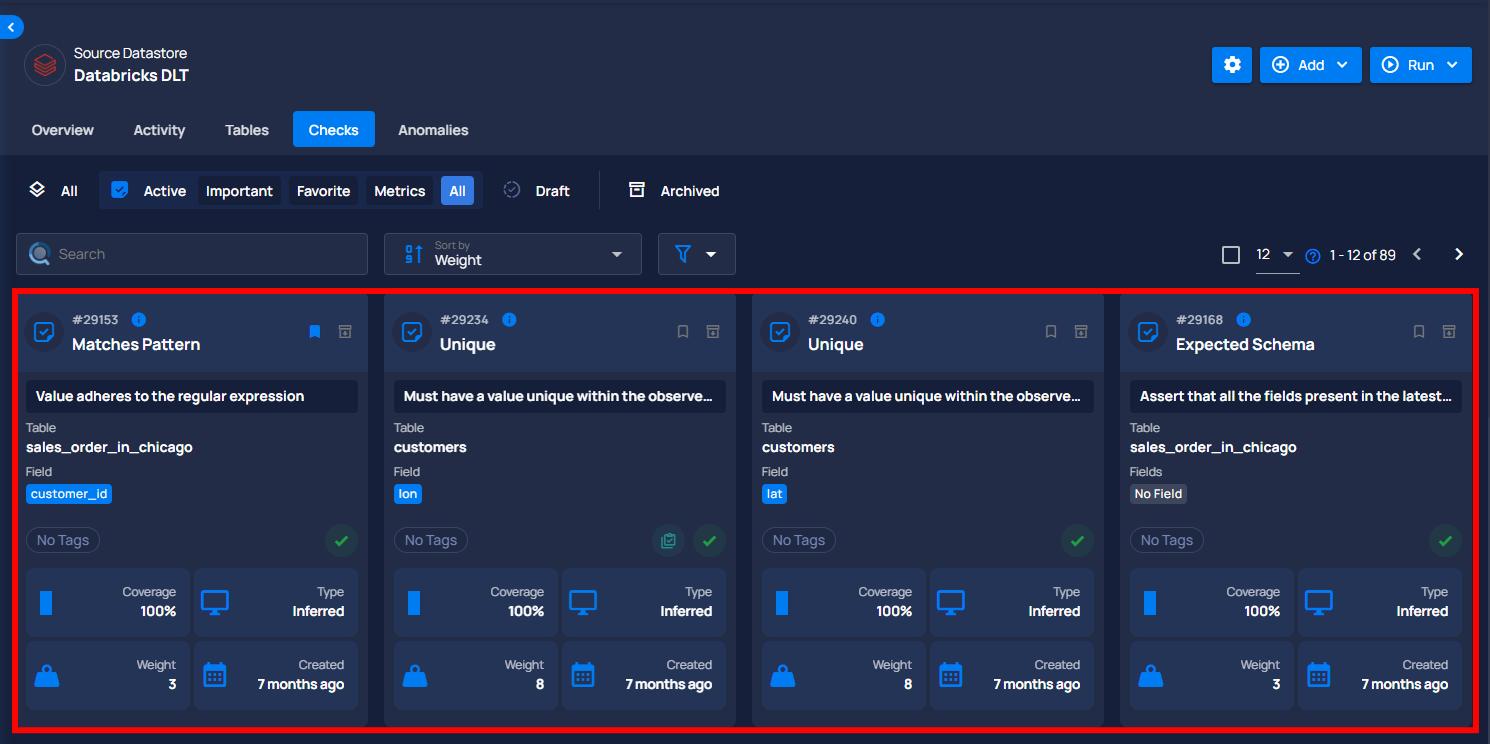 Source Datastore
Databricks DLT
Add
Run
Overview
Activity
Tables
Checks
Anomalies
All
Active
Important
Favorite
Metrics
All
Draft
Archived
Search
Sort by
Weight
12
1 - 12 of 89
#29153
Matches Pattern
Value adheres to the regular expression
Table
sales_order_in_chicago
Field
customer_id
No Tags
Coverage
100%
Type
Inferred
Weight
3
Created
7 months ago
#29234
Unique
Must have a value unique within the observe...
Table
customers
Field
lon
No Tags
Coverage
100%
Type
Inferred
Weight
8
Created
7 months ago
#29240
Unique
Must have a value unique within the observe...
Table
customers
Field
lat
No Tags
Coverage
100%
Type
Inferred
Weight
8
Created
7 months ago
#29168
Expected Schema
Assert that all the fields present in the latest...
Table
sales_order_in_chicago
Fields
No Field
No Tags
Coverage
100%
Type
Inferred
Weight
3
Created
7 months ago